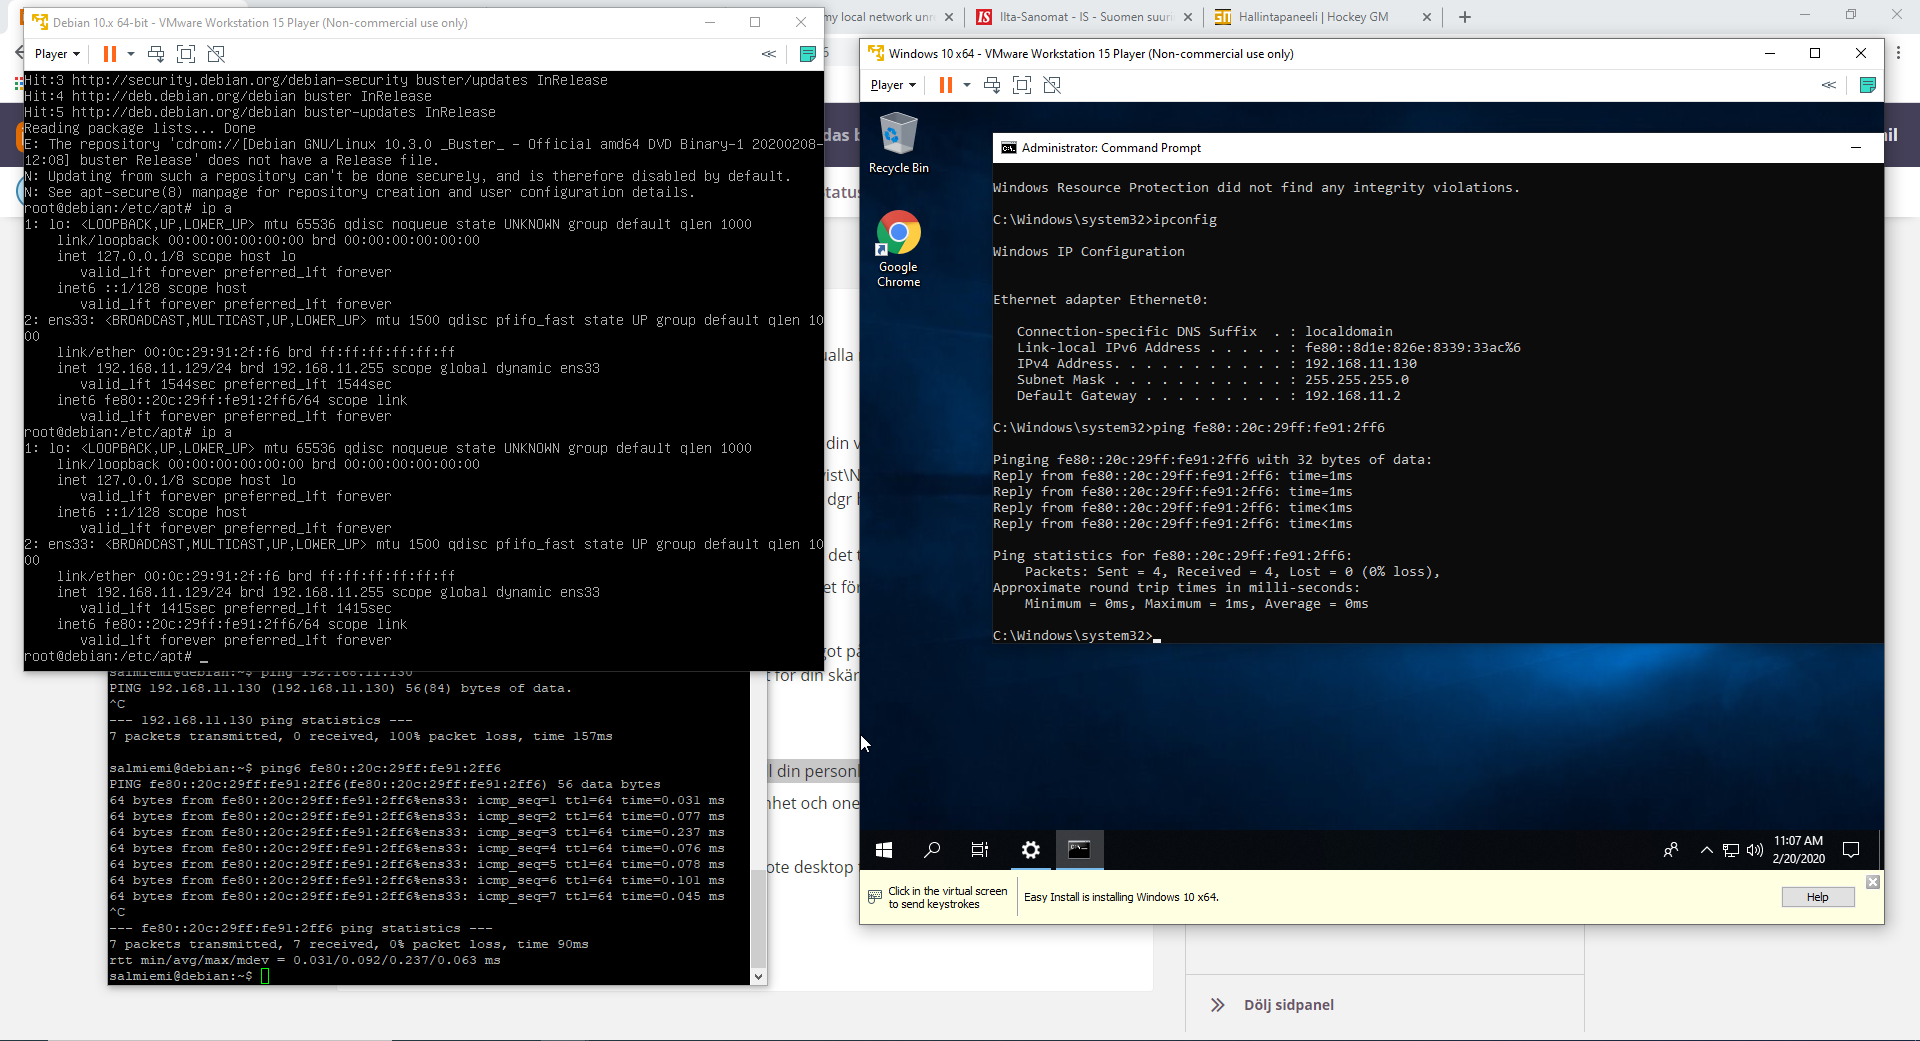 Debian 10.x 64-bit - VMware Workstation 15 Player (Non-commercial use only)
Player
Hit:3 http://security.debian.org/debian-security buster/updates InRelease
Hit:4 http://deb.debian.org/debian buster InRelease
Hit:5 http://deb.debian.org/debian buster-updates InRelease
Reading package lists... Done
E: The repository 'cdrom://[Debian GNU/Linux 10.3.0 _Buster_ - Official amd64 DVD Binary-1 20200208-
12:08] buster Release' does not have a Release file.
N: Updating from such a repository can't be done securely, and is therefore disabled by default.
N: See apt-secure(8) manpage for repository creation and user configuration details.
root@debian:/etc/apt# ip a
1: lo: <LOOPBACK,UP,LOWER_UP> mtu 65536 qdisc noqueue state UNKNOWN group default qlen 1000
link/loopback 00:00:00:00:00:00 brd 00:00:00:00:00:00
inet 127.0.0.1/8 scope host lo
valid_lft forever preferred_lft forever
inet6 ::1/128 scope host
valid_lft forever preferred_lft forever
2: ens33: <BROADCAST,MULTICAST,UP,LOWER_UP> mtu 1500 qdisc pfifo_fast state UP group default qlen 10
00
link/ether 00:0c:29:91:2f:f6 brd ff:ff:ff:ff:ff:ff
inet 192.168.11.129/24 brd 192.168.11.255 scope global dynamic ens33
valid_lft 1544sec preferred_lft 1544sec
inet6 fe80::20c:29ff:fe91:2ff6/64 scope link
valid_lft forever preferred_lft forever
root@debian:/etc/apt# ip a
1: lo: <LOOPBACK,UP,LOWER_UP> mtu 65536 qdisc noqueue state UNKNOWN group default qlen 1000
link/loopback 00:00:00:00:00:00 brd 00:00:00:00:00:00
inet 127.0.0.1/8 scope host lo
valid_lft forever preferred_lft forever
inet6 ::1/128 scope host
valid_lft forever preferred_lft forever
2: ens33: <BROADCAST,MULTICAST,UP,LOWER_UP> mtu 1500 qdisc pfifo_fast state UP group default qlen 10
00
link/ether 00:0c:29:91:2f:f6 brd ff:ff:ff:ff:ff:ff
inet 192.168.11.129/24 brd 192.168.11.255 scope global dynamic ens33
valid_lft 1415sec preferred_lft 1415sec
inet6 fe80::20c:29ff:fe91:2ff6/64 scope link
valid_lft forever preferred_lft forever
root@debian:/etc/apt# _
salmiemi@debian:~$ ping 192.168.11.130
PING 192.168.11.130 (192.168.11.130) 56(84) bytes of data.
^C
--- 192.168.11.130 ping statistics ---
7 packets transmitted, 0 received, 100% packet loss, time 157ms
salmiemi@debian:~$ ping6 fe80::20c:29ff:fe91:2ff6
PING fe80::20c:29ff:fe91:2ff6(fe80::20c:29ff:fe91:2ff6) 56 data bytes
64 bytes from fe80::20c:29ff:fe91:2ff6%ens33: icmp_seq=1 ttl=64 time=0.031 ms
64 bytes from fe80::20c:29ff:fe91:2ff6%ens33: icmp_seq=2 ttl=64 time=0.077 ms
64 bytes from fe80::20c:29ff:fe91:2ff6%ens33: icmp_seq=3 ttl=64 time=0.237 ms
64 bytes from fe80::20c:29ff:fe91:2ff6%ens33: icmp_seq=4 ttl=64 time=0.076 ms
64 bytes from fe80::20c:29ff:fe91:2ff6%ens33: icmp_seq=5 ttl=64 time=0.078 ms
64 bytes from fe80::20c:29ff:fe91:2ff6%ens33: icmp_seq=6 ttl=64 time=0.101 ms
64 bytes from fe80::20c:29ff:fe91:2ff6%ens33: icmp_seq=7 ttl=64 time=0.045 ms
^C
--- fe80::20c:29ff:fe91:2ff6 ping statistics ---
7 packets transmitted, 7 received, 0% packet loss, time 90ms
rtt min/avg/max/mdev = 0.031/0.092/0.237/0.063 ms
salmiemi@debian:~$
my local network unr
Ilta-Sanomat - IS - Suomen suuri
Hallintapaneeli | Hockey GM
das b
status
ualla
din v
vist\N
dgr
det t
et för
got på
t för din skär
l din personl
nhet och one
ote desktop
Windows 10 x64 - VMware Workstation 15 Player (Non-commercial use only)
Player
Recycle Bin
Google
Chrome
Administrator: Command Prompt
Windows Resource Protection did not find any integrity violations.
C:\Windows\system32>ipconfig
Windows IP Configuration
Ethernet adapter Ethernet0:
Connection-specific DNS Suffix . : localdomain
Link-local IPv6 Address . . . . . : fe80::8d1e:826e:8339:33ac%6
IPv4 Address. . . . . . . . . . . : 192.168.11.130
Subnet Mask . . . . . . . . . . . : 255.255.255.0
Default Gateway . . . . . . . . . : 192.168.11.2
C:\Windows\system32>ping fe80::20c:29ff:fe91:2ff6
Pinging fe80::20c:29ff:fe91:2ff6 with 32 bytes of data:
Reply from fe80::20c:29ff:fe91:2ff6: time=1ms
Reply from fe80::20c:29ff:fe91:2ff6: time=1ms
Reply from fe80::20c:29ff:fe91:2ff6: time<1ms
Reply from fe80::20c:29ff:fe91:2ff6: time<1ms
Ping statistics for fe80::20c:29ff:fe91:2ff6:
Packets: Sent = 4, Received = 4, Lost = 0 (0% loss),
Approximate round trip times in milli-seconds:
Minimum = 0ms, Maximum = 1ms, Average = 0ms
C:\Windows\system32>_
11:07 AM
2/20/2020
Click in the virtual screen
to send keystrokes
Easy Install is installing Windows 10 x64.
Help
Dölj sidpanel